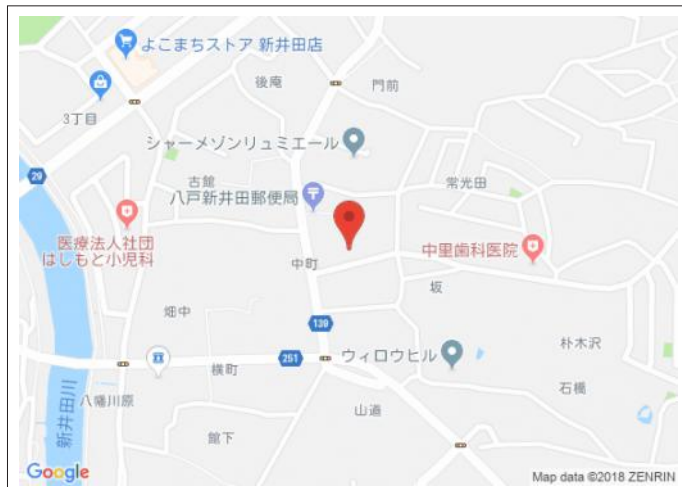 よこまちストア 新井田店
後庵
門前
3丁目
シャーメゾンリュミエール
29
古館
常光田
八戸新井田郵便局
医療法人社団
はしもと小児科
中里歯科医院
中町
坂
畑中
139
朴木沢
251
ウィロウヒル
横町
石橋
八幡川原
山道
新井田川
館下
Google
Map data ©2018 ZENRIN